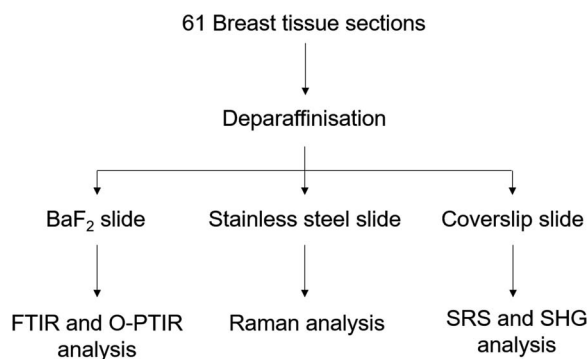 61 Breast tissue sections
Deparaffinisation
BaF₂ slide
Stainless steel slide
Coverslip slide
FTIR and O-PTIR
analysis
Raman analysis
SRS and SHG
analysis